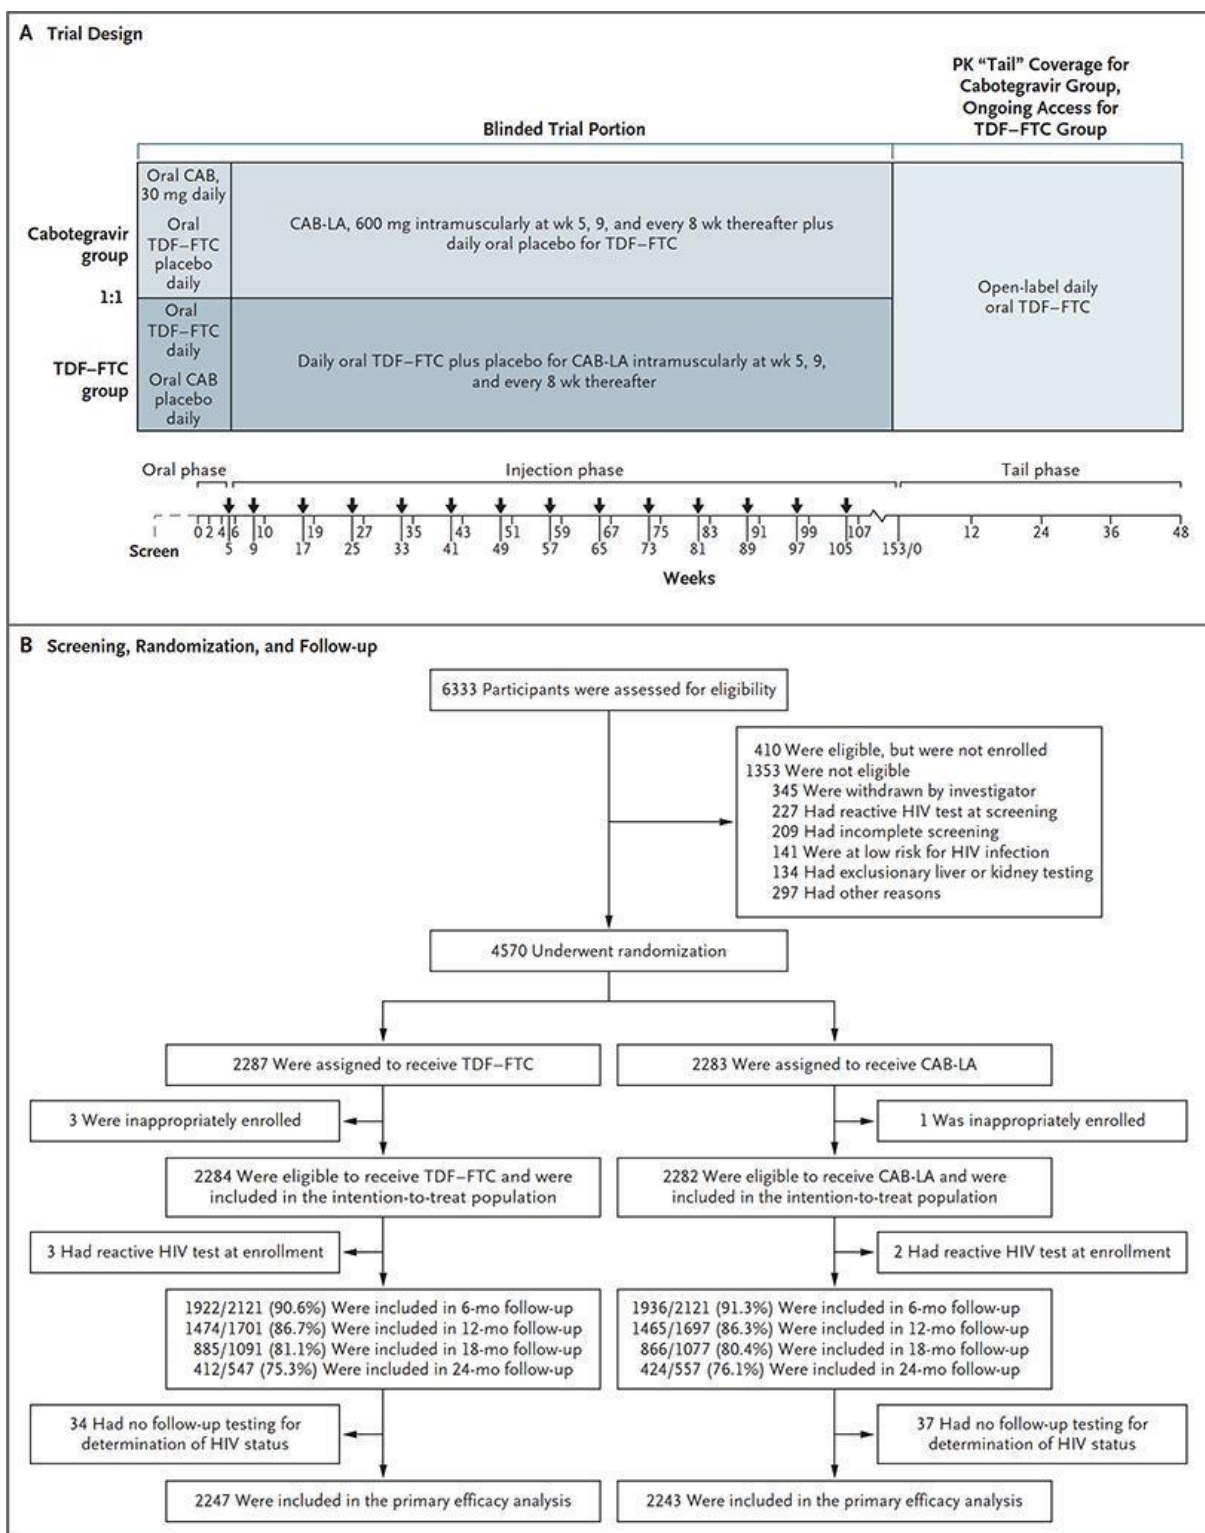 A Trial Design
PK “Tail” Coverage for
Cabotegravir Group,
Ongoing Access for
TDF–FTC Group
Blinded Trial Portion
Cabotegravir
group
1:1
TDF–FTC
group
Oral CAB,
30 mg daily
Oral
TDF–FTC
placebo
daily
CAB-LA, 600 mg intramuscularly at wk 5, 9, and every 8 wk thereafter plus
daily oral placebo for TDF–FTC
Oral
TDF–FTC
daily
Oral CAB
placebo
daily
Daily oral TDF–FTC plus placebo for CAB-LA intramuscularly at wk 5, 9,
and every 8 wk thereafter
Open-label daily
oral TDF–FTC
Oral phase Injection phase Tail phase
0 2 4 6 10 19 27 35 43 51 59 67 75 83 91 99 107 12 24 36 48
Screen 5 9 17 25 33 41 49 57 65 73 81 89 97 105 153/0
Weeks
B Screening, Randomization, and Follow-up
6333 Participants were assessed for eligibility
410 Were eligible, but were not enrolled
1353 Were not eligible
345 Were withdrawn by investigator
227 Had reactive HIV test at screening
209 Had incomplete screening
141 Were at low risk for HIV infection
134 Had exclusionary liver or kidney testing
297 Had other reasons
4570 Underwent randomization
2287 Were assigned to receive TDF–FTC
2283 Were assigned to receive CAB-LA
3 Were inappropriately enrolled
1 Was inappropriately enrolled
2284 Were eligible to receive TDF–FTC and were
included in the intention-to-treat population
2282 Were eligible to receive CAB-LA and were
included in the intention-to-treat population
3 Had reactive HIV test at enrollment
2 Had reactive HIV test at enrollment
1922/2121 (90.6%) Were included in 6-mo follow-up
1474/1701 (86.7%) Were included in 12-mo follow-up
885/1091 (81.1%) Were included in 18-mo follow-up
412/547 (75.3%) Were included in 24-mo follow-up
1936/2121 (91.3%) Were included in 6-mo follow-up
1465/1697 (86.3%) Were included in 12-mo follow-up
866/1077 (80.4%) Were included in 18-mo follow-up
424/557 (76.1%) Were included in 24-mo follow-up
34 Had no follow-up testing for
determination of HIV status
37 Had no follow-up testing for
determination of HIV status
2247 Were included in the primary efficacy analysis
2243 Were included in the primary efficacy analysis